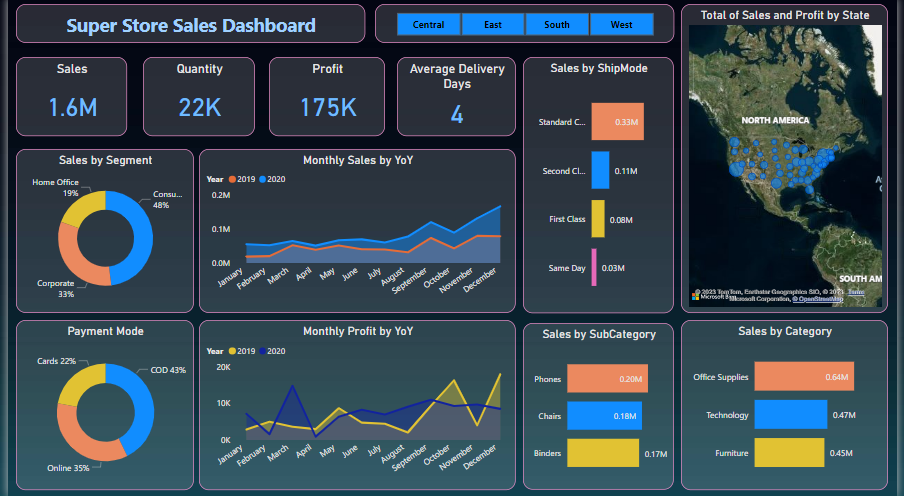 Super Store Sales Dashboard
Central
East
South
West
Sales
1.6M
Quantity
22K
Profit
175K
Average Delivery
Days
4
Sales by ShipMode
Standard C...
0.33M
Second Cl...
0.11M
First Class
0.08M
Same Day
0.03M
Total of Sales and Profit by State
NORTH AMERICA
SOUTH AM
© 2023 TomTom, Earthstar Geographics SIO, © 2023
Microsoft Corporation, © OpenStreetMap
Sales by Segment
Home Office
19%
Consu...
48%
Corporate
33%
Monthly Sales by YoY
Year
2019
2020
0.2M
0.1M
0.0M
January
February
March
April
May
June
July
August
September
October
November
December
Payment Mode
Cards 22%
COD 43%
Online 35%
Monthly Profit by YoY
Year
2019
2020
20K
10K
0K
January
February
March
April
May
June
July
August
September
October
November
December
Sales by SubCategory
Phones
0.20M
Chairs
0.18M
Binders
0.17M
Sales by Category
Office Supplies
0.64M
Technology
0.47M
Furniture
0.45M